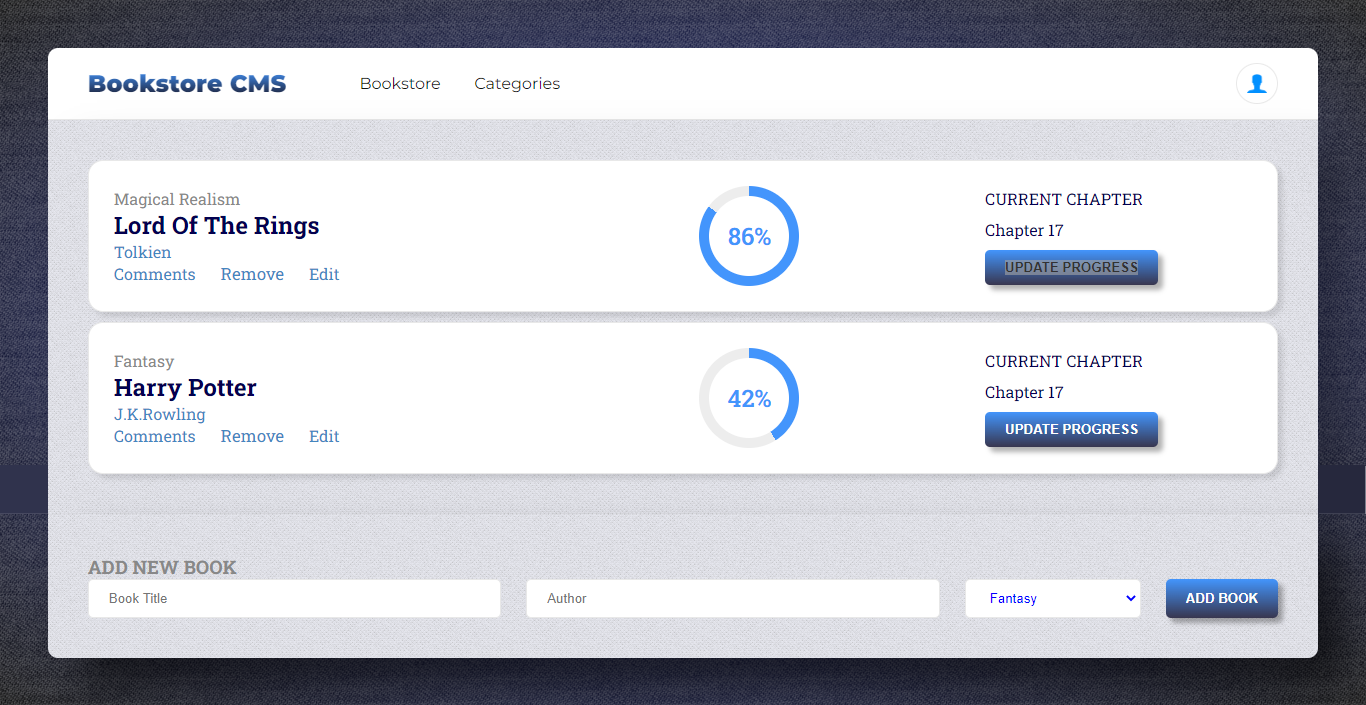 Bookstore CMS Bookstore Categories
Magical Realism
Lord Of The Rings
Tolkien
Comments Remove Edit
86%
CURRENT CHAPTER
Chapter 17
UPDATE PROGRESS
Fantasy
Harry Potter
J.K.Rowling
Comments Remove Edit
42%
CURRENT CHAPTER
Chapter 17
UPDATE PROGRESS
ADD NEW BOOK
Book Title Author Fantasy ADD BOOK